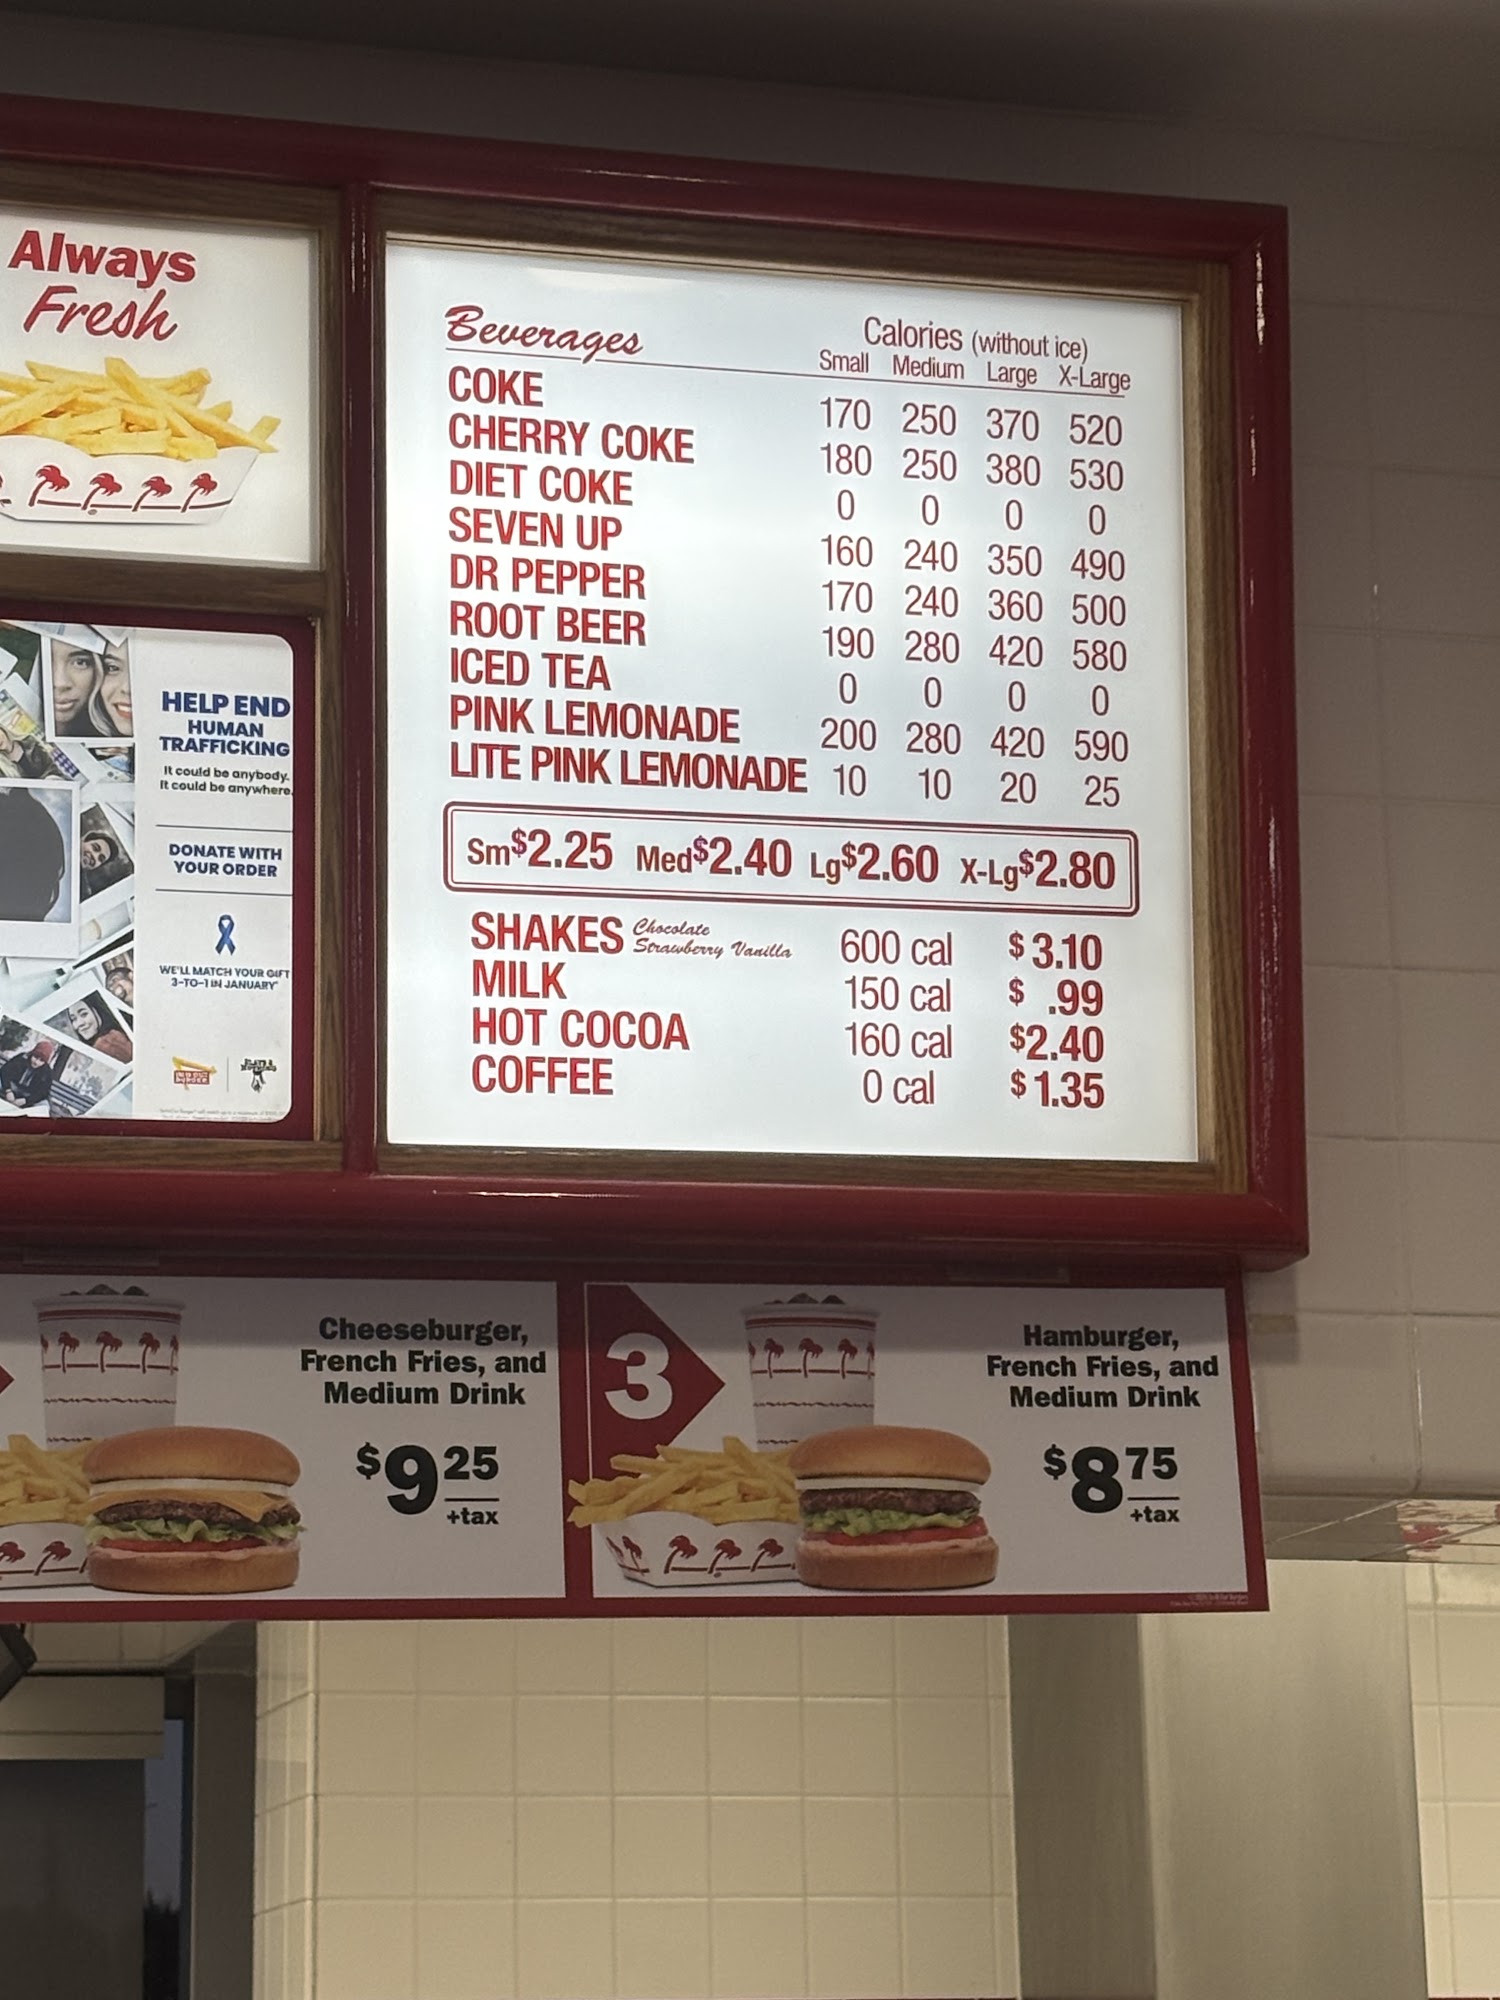 Always
Fresh
HELP END
HUMAN
TRAFFICKING
It could be anybody.
It could be anywhere.
DONATE WITH
YOUR ORDER
WE'LL MATCH YOUR GIFT
3-TO-1 IN JANUARY*
Beverages Calories (without ice)
Small Medium Large X-Large
COKE 170 250 370 520
CHERRY COKE 180 250 380 530
DIET COKE 0 0 0 0
SEVEN UP 160 240 350 490
DR PEPPER 170 240 360 500
ROOT BEER 190 280 420 580
ICED TEA 0 0 0 0
PINK LEMONADE 200 280 420 590
LITE PINK LEMONADE 10 10 20 25
Sm $2.25 Med $2.40 Lg $2.60 X-Lg $2.80
SHAKES Chocolate Strawberry Vanilla 600 cal $3.10
MILK 150 cal $ .99
HOT COCOA 160 cal $2.40
COFFEE 0 cal $1.35
Cheeseburger,
French Fries, and
Medium Drink
$9 25
+tax
3
Hamburger,
French Fries, and
Medium Drink
$8 75
+tax